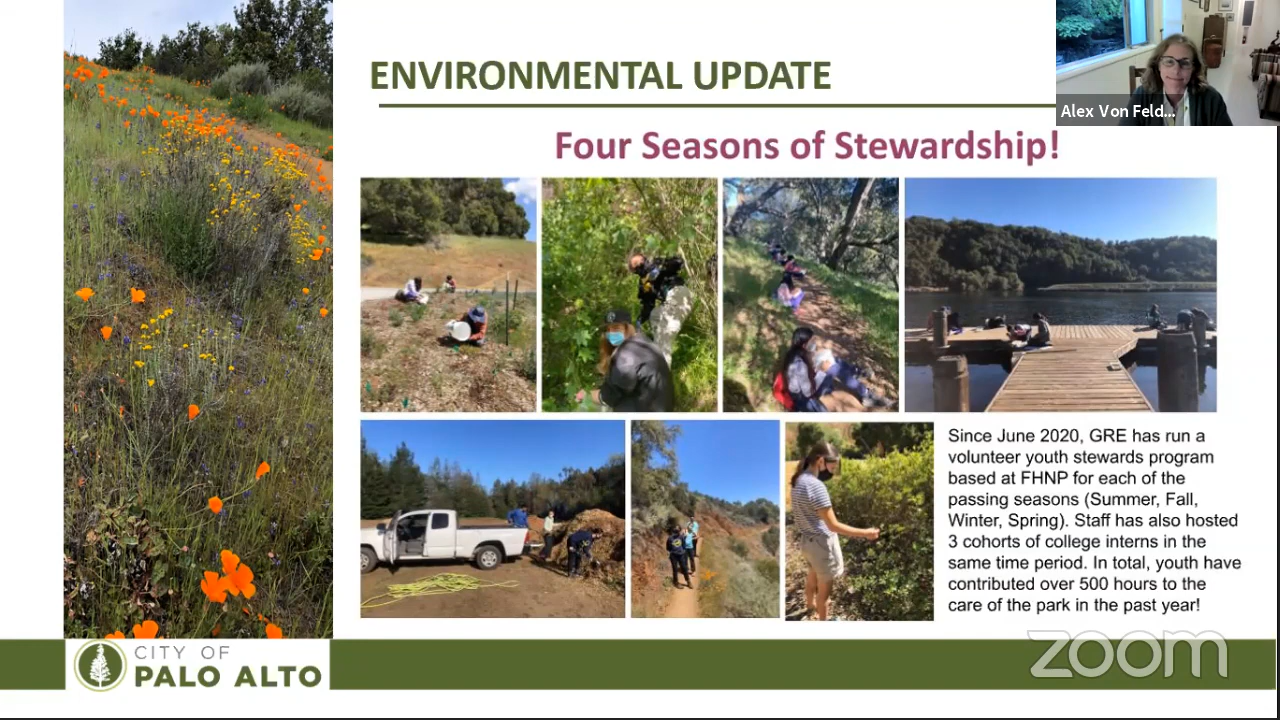 ENVIRONMENTAL UPDATE
Alex Von Feld...
Four Seasons of Stewardship!
Since June 2020, GRE has run a
volunteer youth stewards program
based at FHNP for each of the
passing seasons (Summer, Fall,
Winter, Spring). Staff has also hosted
3 cohorts of college interns in the
same time period. In total, youth have
contributed over 500 hours to the
care of the park in the past year!
CITY OF
PALO ALTO
zoom